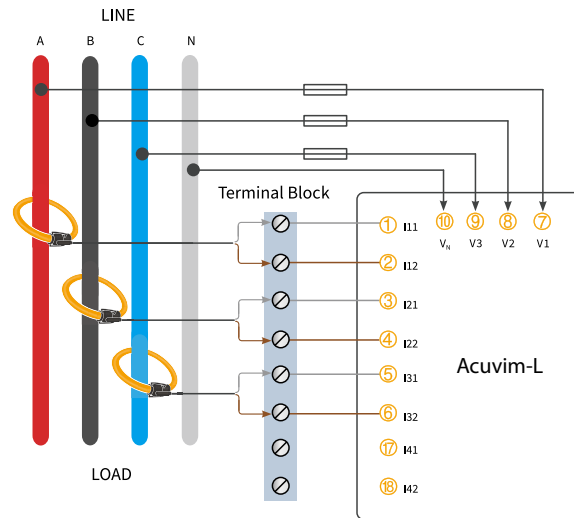 LINE
A B C N
Terminal Block
10 9 8 7
VN V3 V2 V1
1 I11
2 I12
3 I21
4 I22
Acuvim-L
5 I31
6 I32
17 I41
18 I42
LOAD